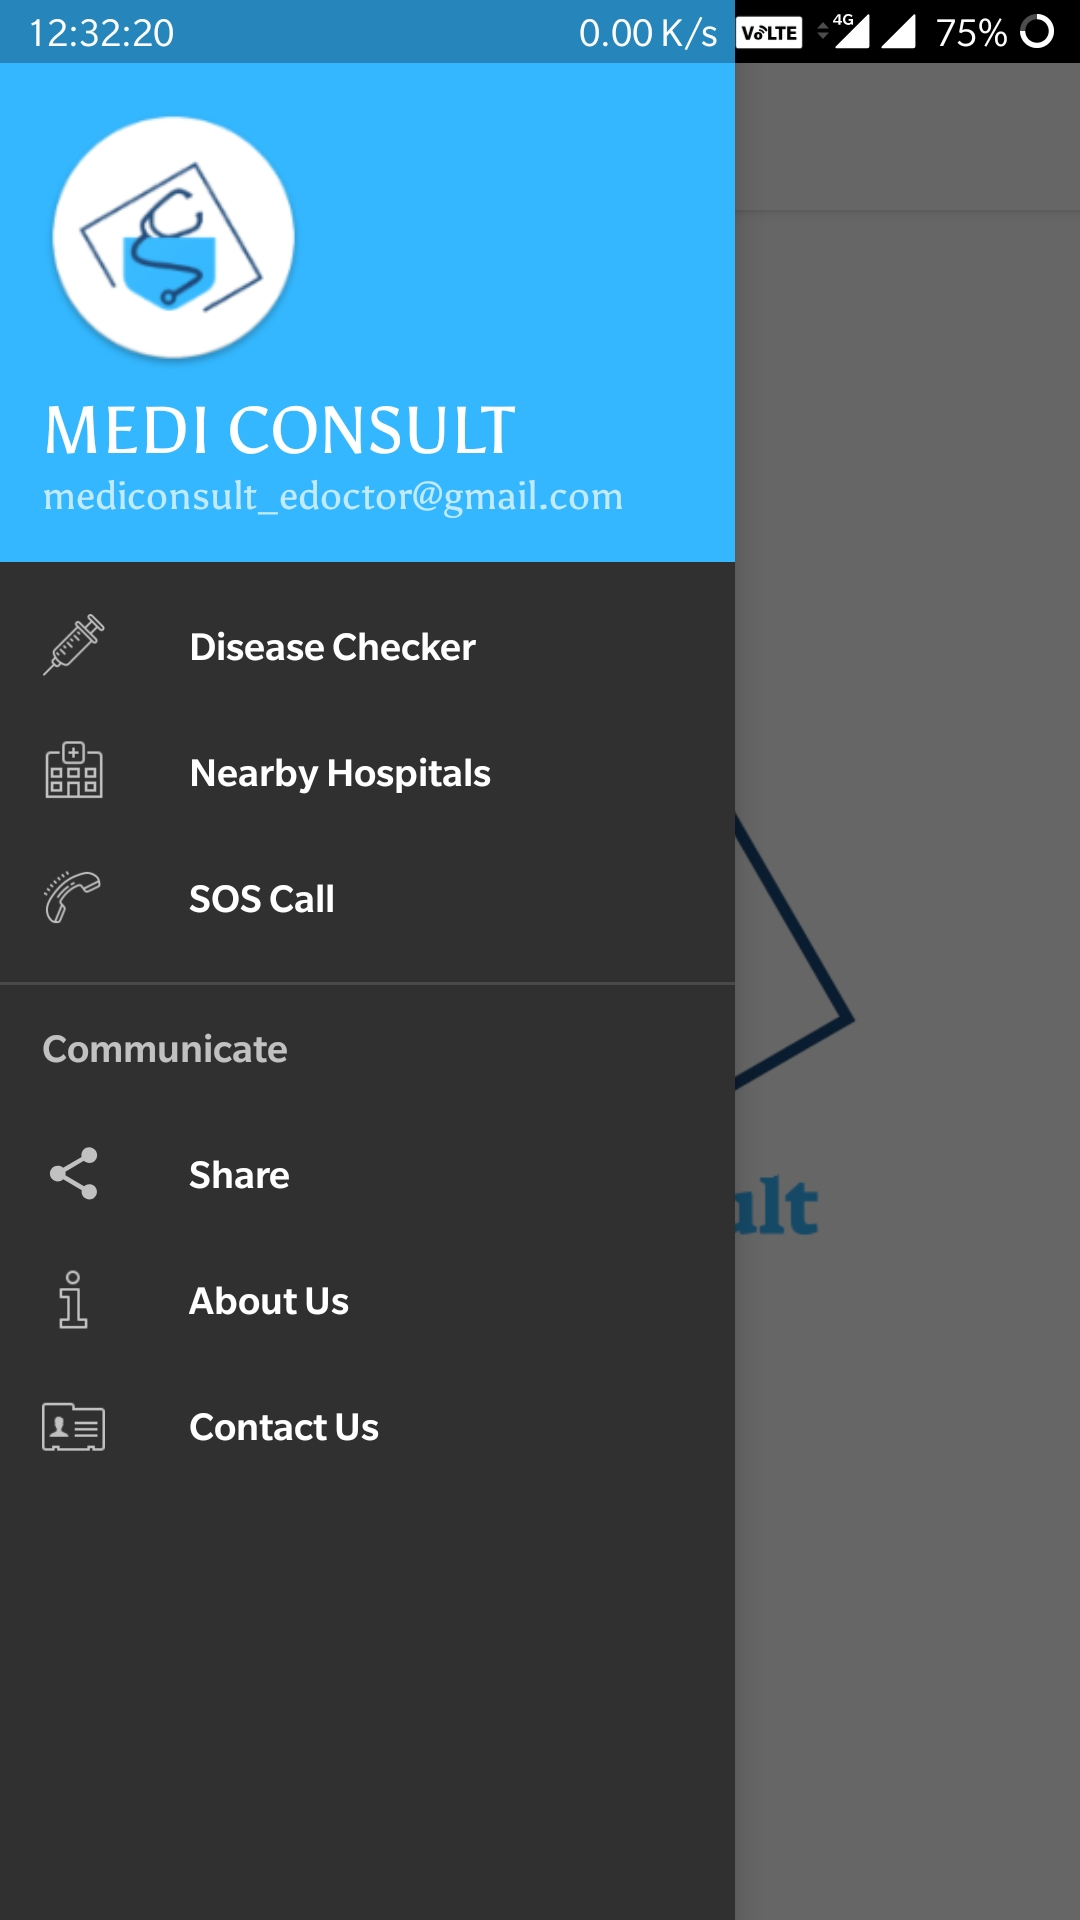 12:32:20 0.00 K/s VoLTE 4G 75%
MEDI CONSULT
mediconsult_edoctor@gmail.com
Disease Checker
Nearby Hospitals
SOS Call
Communicate
Share
ult
About Us
Contact Us